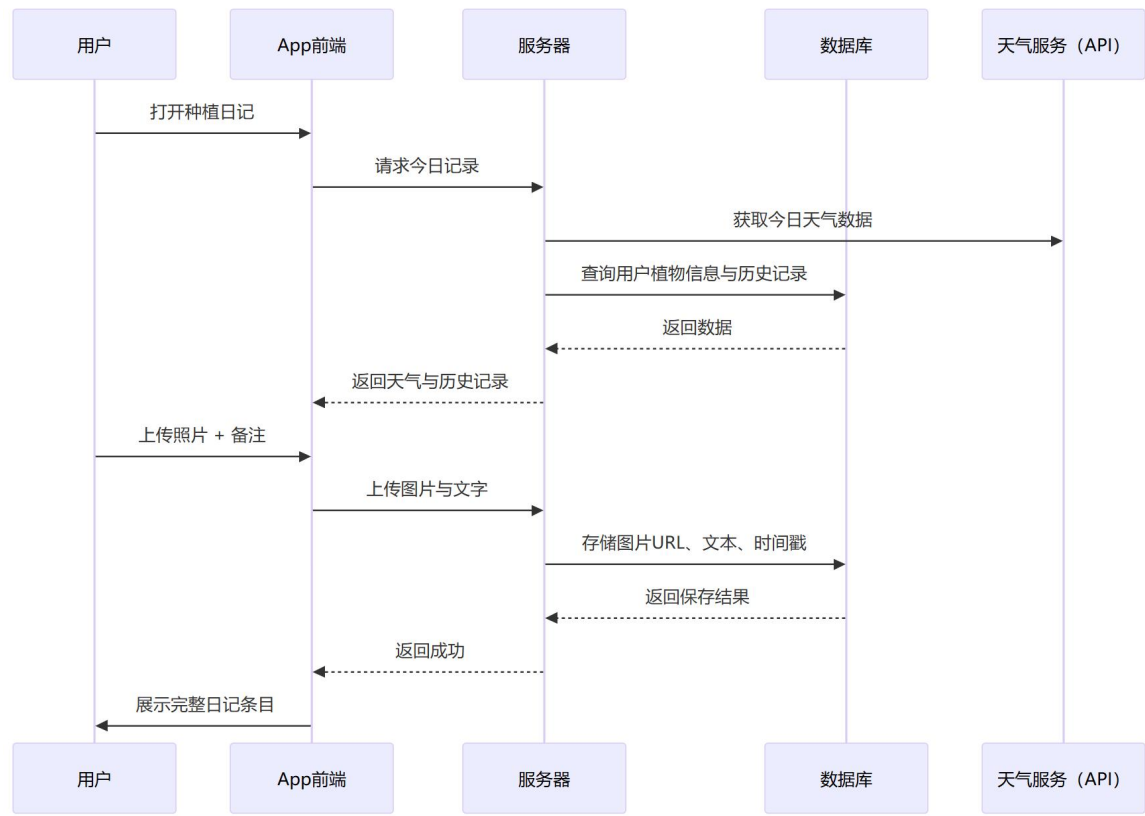 用户
App前端
服务器
数据库
天气服务（API）
打开种植日记
请求今日记录
获取今日天气数据
查询用户植物信息与历史记录
返回数据
返回天气与历史记录
上传照片 + 备注
上传图片与文字
存储图片URL、文本、时间戳
返回保存结果
返回成功
展示完整日记条目
用户
App前端
服务器
数据库
天气服务（API）